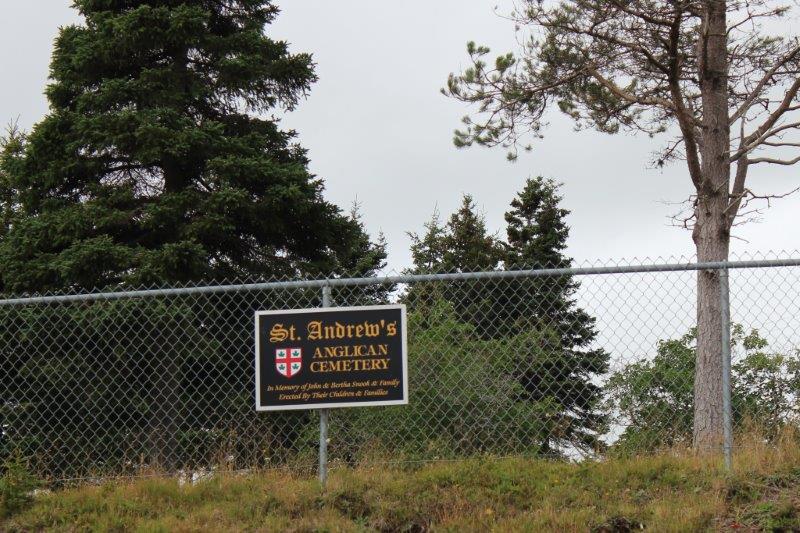 St. Andrew's
ANGLICAN
CEMETERY
In Memory of John & Bertha Snook & Family
Erected By Their Children & Families